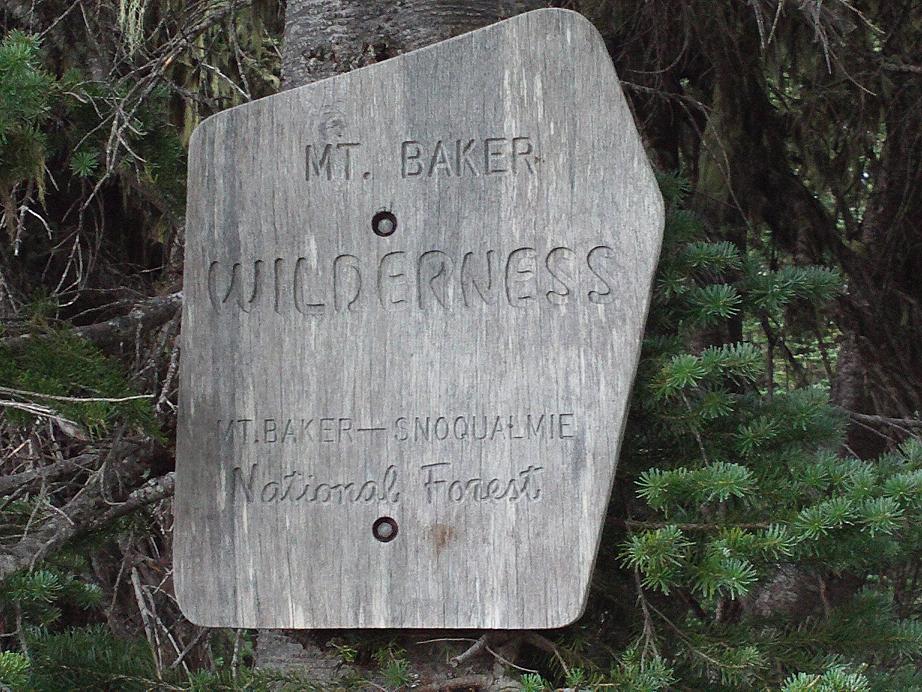 MT. BAKER
WILDERNESS
MT.BAKER—SNOQUALMIE
National Forest